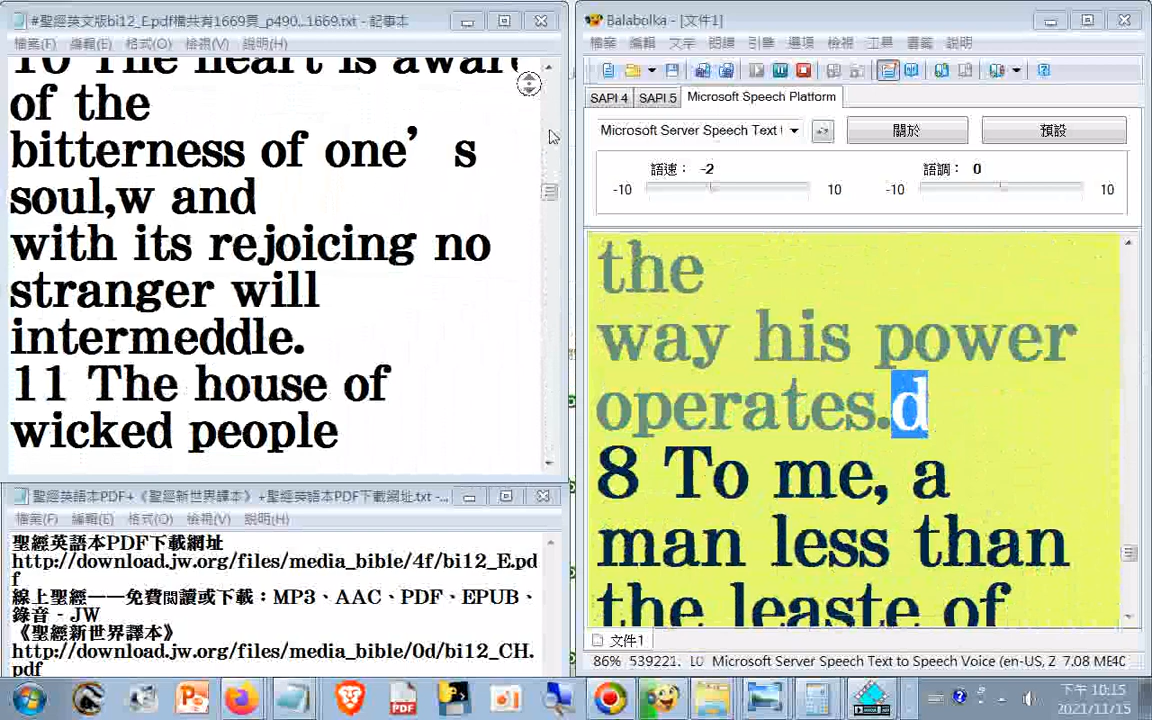 #聖經英文版bi12_E.pdf檔共有1669頁_p490...1669.txt - 記事本
檔案(F) 編輯(E) 格式(O) 檢視(V) 說明(H)
10 The heart is aware
of the
bitterness of one’s
soul,w and
with its rejoicing no
stranger will
intermeddle.
11 The house of
wicked people
聖經英語本PDF+《聖經新世界譯本》+聖經英語本PDF下載網址.txt -...
檔案(F) 編輯(E) 格式(O) 檢視(V) 說明(H)
聖經英語本PDF下載網址
http://download.jw.org/files/media_bible/4f/bi12_E.pd
f
線上聖經——免費閱讀或下載：MP3、AAC、PDF、EPUB、
錄音 - JW
《聖經新世界譯本》
http://download.jw.org/files/media_bible/0d/bi12_CH.
pdf
Balabolka - [文件1]
檔案 編輯 文字 閱讀 引擎 選項 檢視 工具 書籤 說明
SAPI 4 SAPI 5 Microsoft Speech Platform
Microsoft Server Speech Text
關於 預設
語速： -2 語調： 0
-10 10 -10 10
the
way his power
operates.d
8 To me, a
man less than
the leaste of
文件1
86% 539221. Microsoft Server Speech Text to Speech Voice (en-US, Z 7.08 ME
下午 10:15
2021/11/15